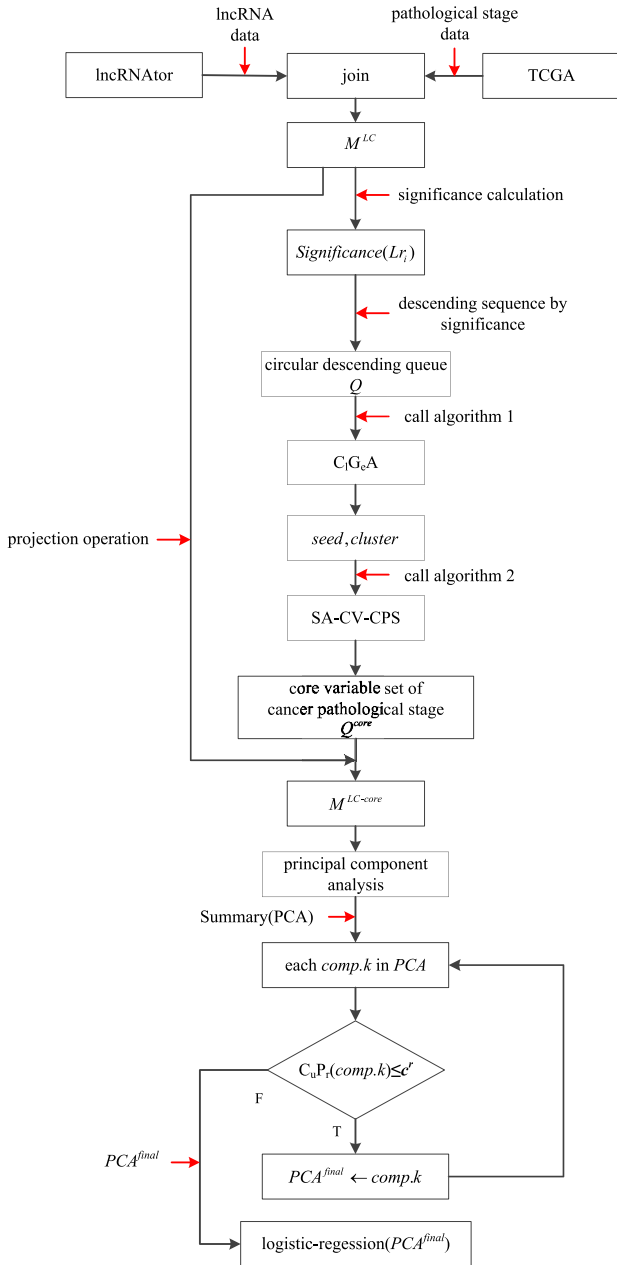 lncRNA
data
pathological stage
data
lncRNAtor
join
TCGA
M^{LC}
significance calculation
Significance(Lr_i)
descending sequence by
significance
circular descending queue
Q
call algorithm 1
C_lG_eA
projection operation
seed,cluster
call algorithm 2
SA-CV-CPS
core variable set of
cancer pathologi stage
Q^{core}
M^{LC-core}
principal component
analysis
Summary(PCA)
each comp.k in PCA
C_uP_r(comp.k)≤c^r
F
T
PCA^{final}
PCA^{final} ← comp.k
logistic-regression(PCA^{final})